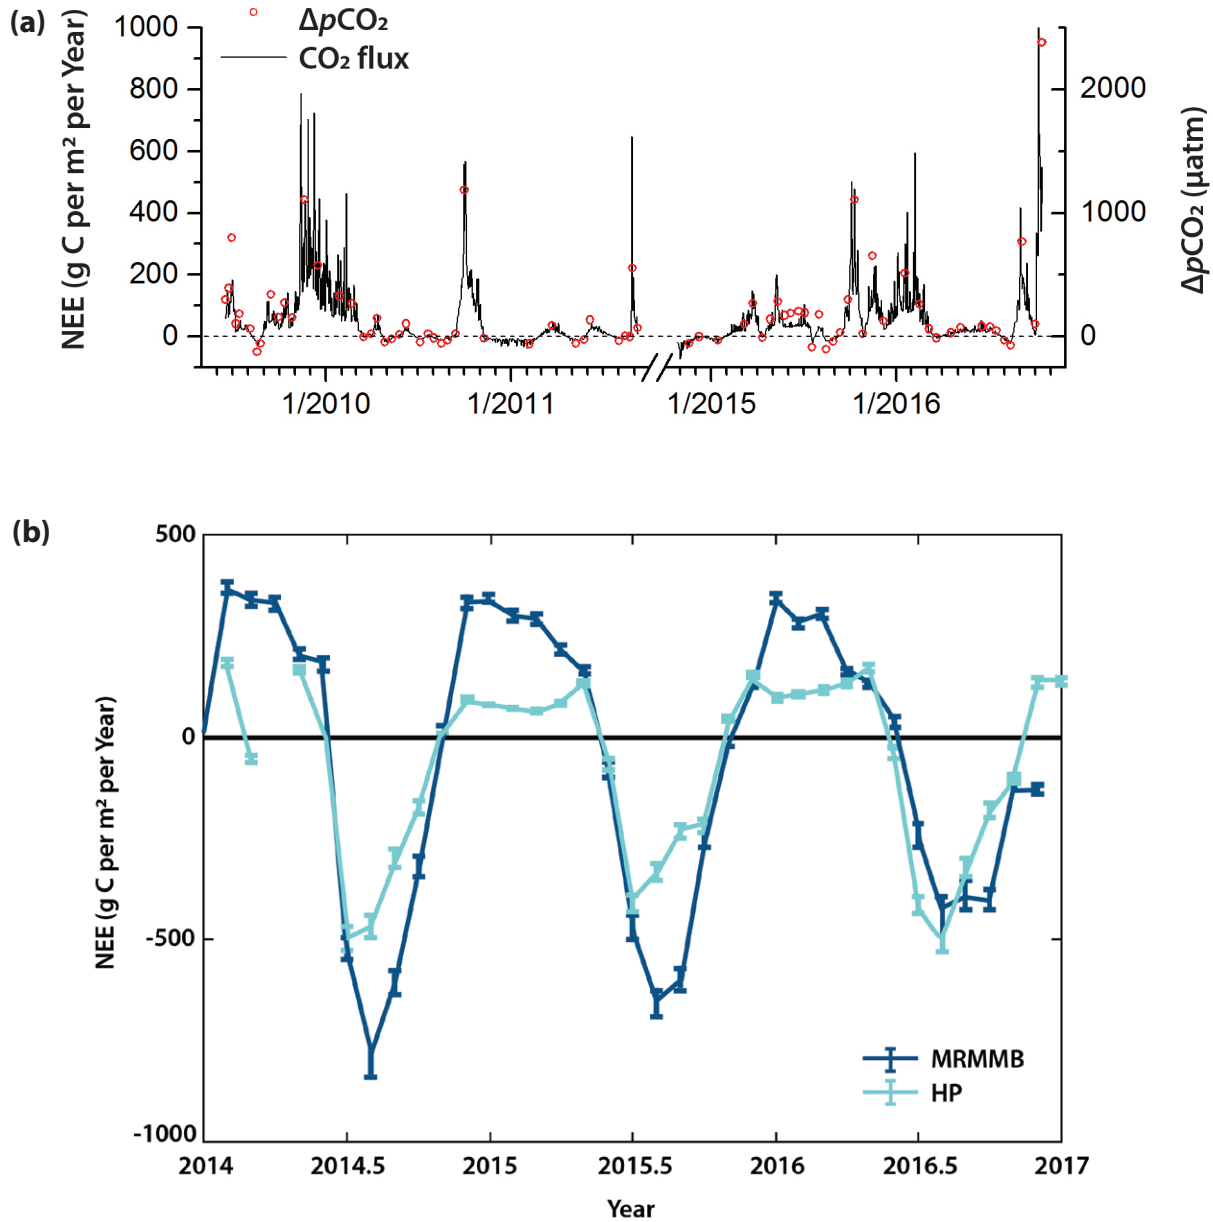 (a)
ΔpCO₂
CO₂ flux
NEE (g C per m² per Year)
1000
800
600
400
200
0
2000
1000
0
ΔpCO₂ (µatm)
1/2010
1/2011
1/2015
1/2016
(b)
NEE (g C per m² per Year)
500
0
-500
-1000
MRMMB
HP
2014
2014.5
2015
2015.5
2016
2016.5
2017
Year